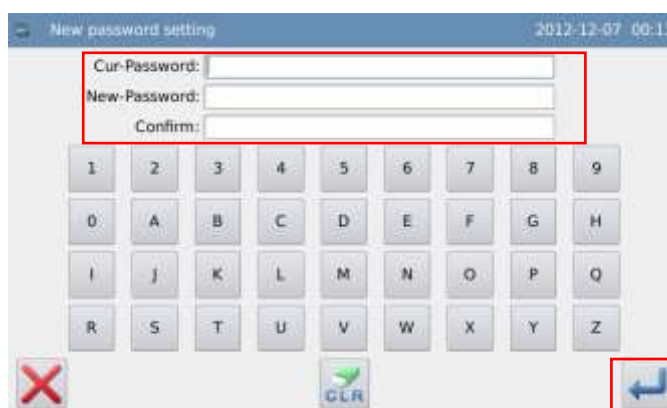 New password setting 2012-12-07 00:1
Cur-Password:
New-Password:
Confirm:
1 2 3 4 5 6 7 8 9
0 A B C D E F G H
I J K L M N O P Q
R S T U V W X Y Z
CLR